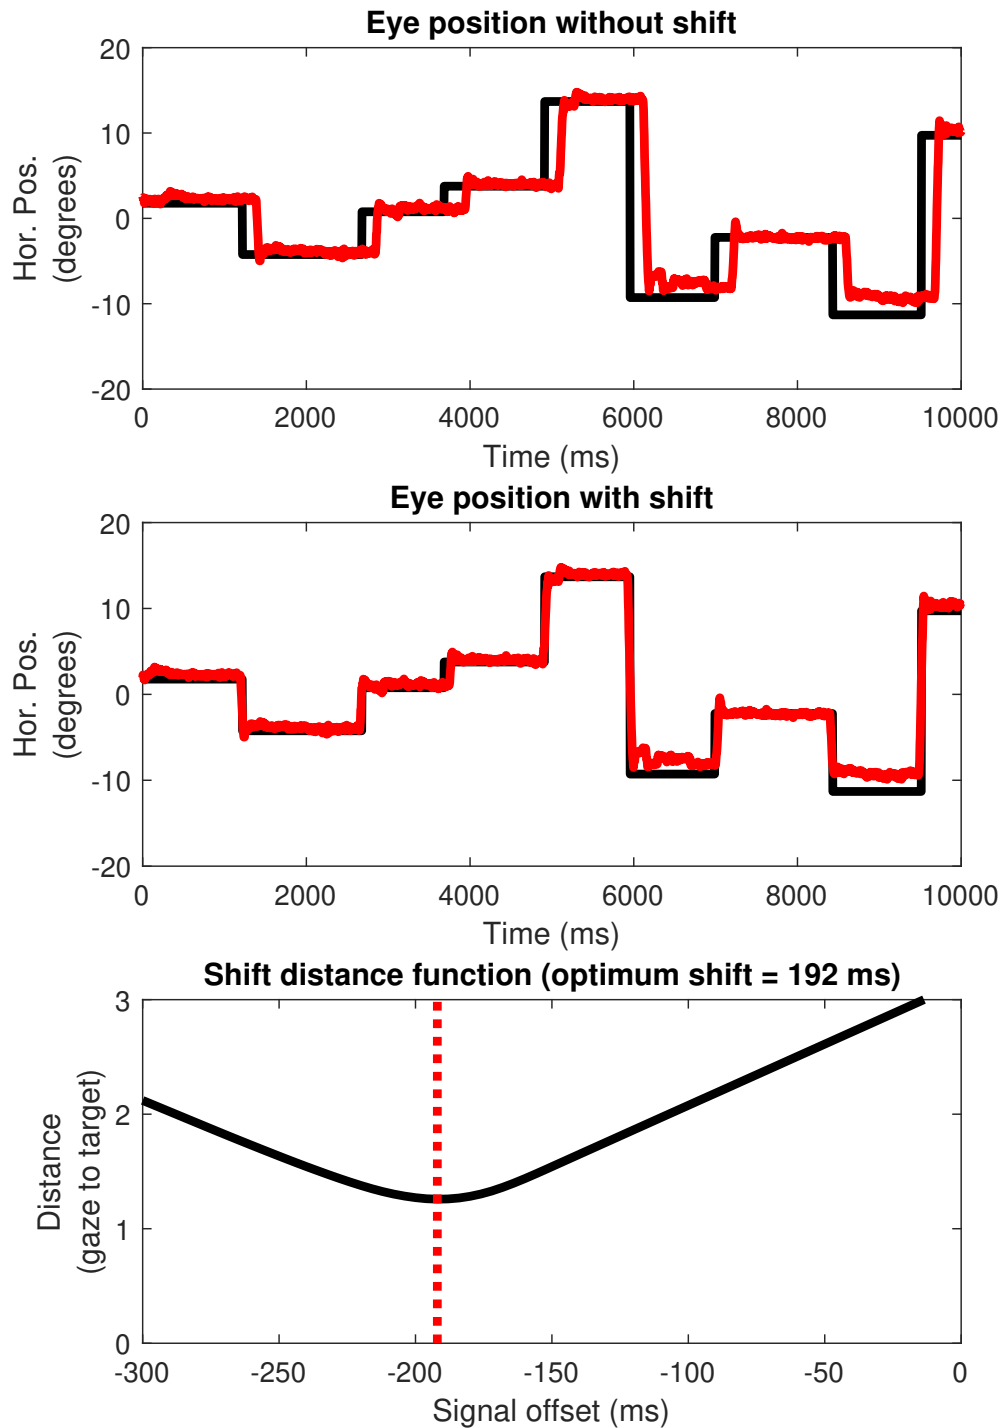 Eye position without shift
20
10
0
-10
-20
Hor. Pos.
(degrees)
0 2000 4000 6000 8000 10000
Time (ms)
Eye position with shift
20
10
0
-10
-20
Hor. Pos.
(degrees)
0 2000 4000 6000 8000 10000
Time (ms)
Shift distance function (optimum shift = 192 ms)
3
2
1
0
Distance
(gaze to target)
-300 -250 -200 -150 -100 -50 0
Signal offset (ms)